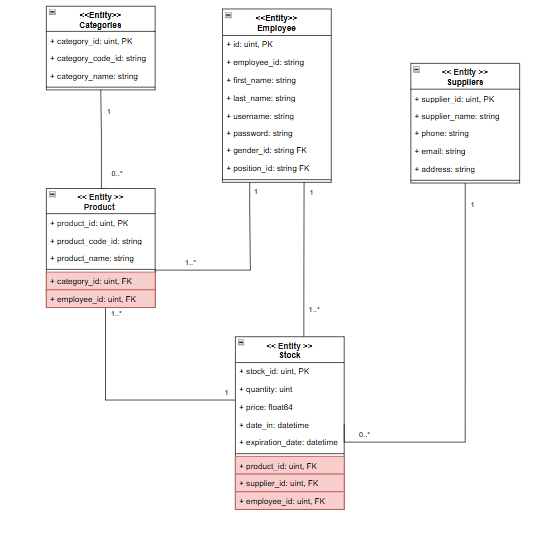 <<Entity>>
Categories
+ category_id: uint, PK
+ category_code_id: string
+ category_name: string
<<Entity>>
Employee
+ id: uint, PK
+ employee_id: string
+ first_name: string
+ last_name: string
+ username: string
+ password: string
+ gender_id: string FK
+ position_id: string FK
<< Entity >>
Suppliers
+ supplier_id: uint, PK
+ supplier_name: string
+ phone: string
+ email: string
+ address: string
1
0..*
<< Entity >>
Product
+ product_id: uint, PK
+ product_code_id: string
+ product_name: string
+ category_id: uint, FK
+ employee_id: uint, FK
1
1
1
1..*
1..*
1..*
1
0..*
<< Entity >>
Stock
+ stock_id: uint, PK
+ quantity: uint
+ price: float64
+ date_in: datetime
+ expiration_date: datetime
+ product_id: uint, FK
+ supplier_id: uint, FK
+ employee_id: uint, FK